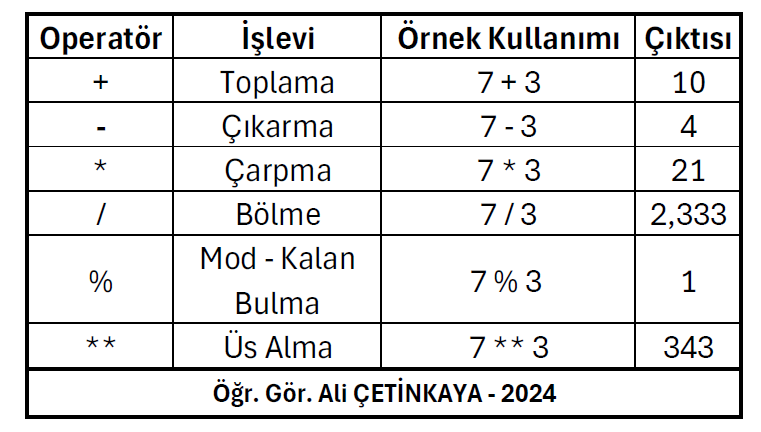 Operatör İşlevi Örnek Kullanımı Çıktısı
+ Toplama 7 + 3 10
- Çıkarma 7 - 3 4
* Çarpma 7 * 3 21
/ Bölme 7 / 3 2,333
% Mod - Kalan Bulma 7 % 3 1
** Üs Alma 7 ** 3 343
Öğr. Gör. Ali ÇETİNKAYA - 2024